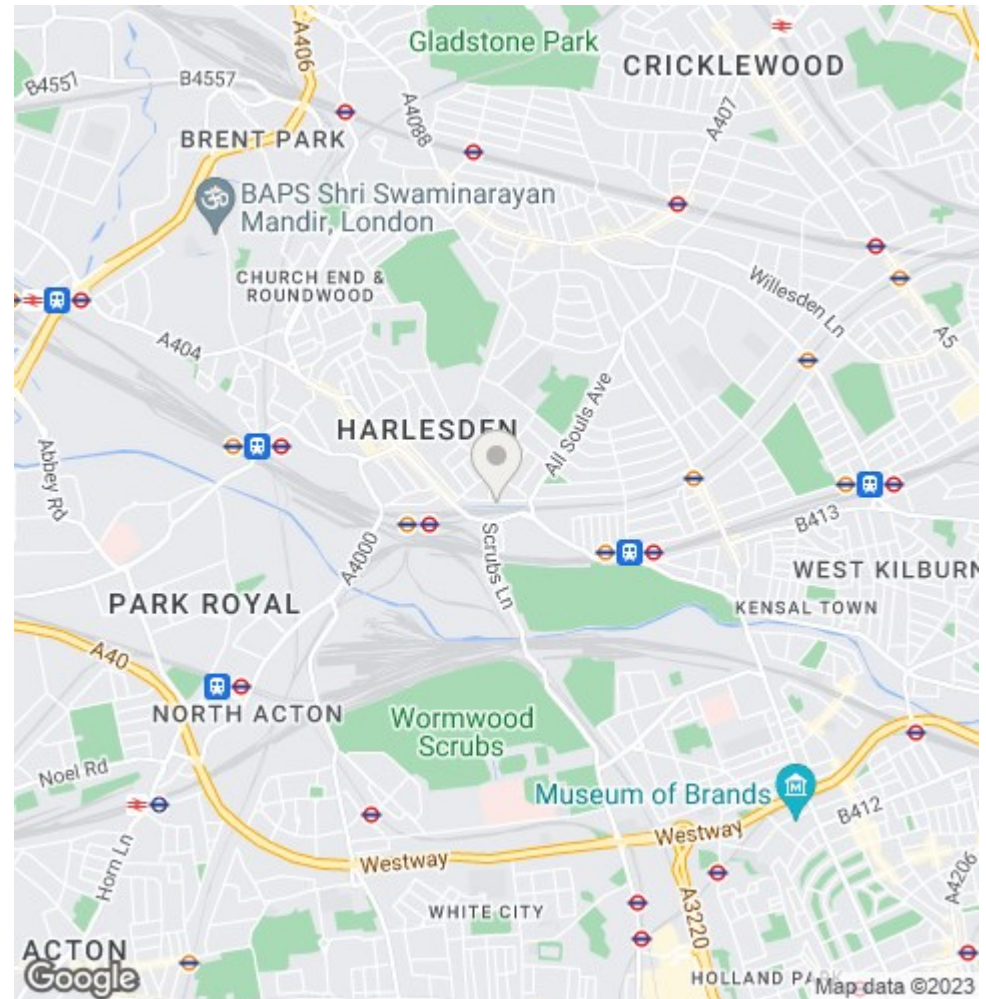 Gladstone Park
A406
CRICKLEWOOD
B4557
B4557
A4088
A407
BRENT PARK
BAPS Shri Swaminarayan
Mandir, London
CHURCH END &
ROUNDWOOD
Willesden Ln
A404
A5
All Souls Ave
HARLESDEN
Abbey Rd
B413
Scrubs Ln
A4000
WEST KILBURN
PARK ROYAL
KENSAL TOWN
A40
NORTH ACTON
Wormwood
Scrubs
Noel Rd
Museum of Brands
B412
Westway
Westway
Horn Ln
A4206
WHITE CITY
A3220
ACTON
HOLLAND PARK
Google
Map data ©2023